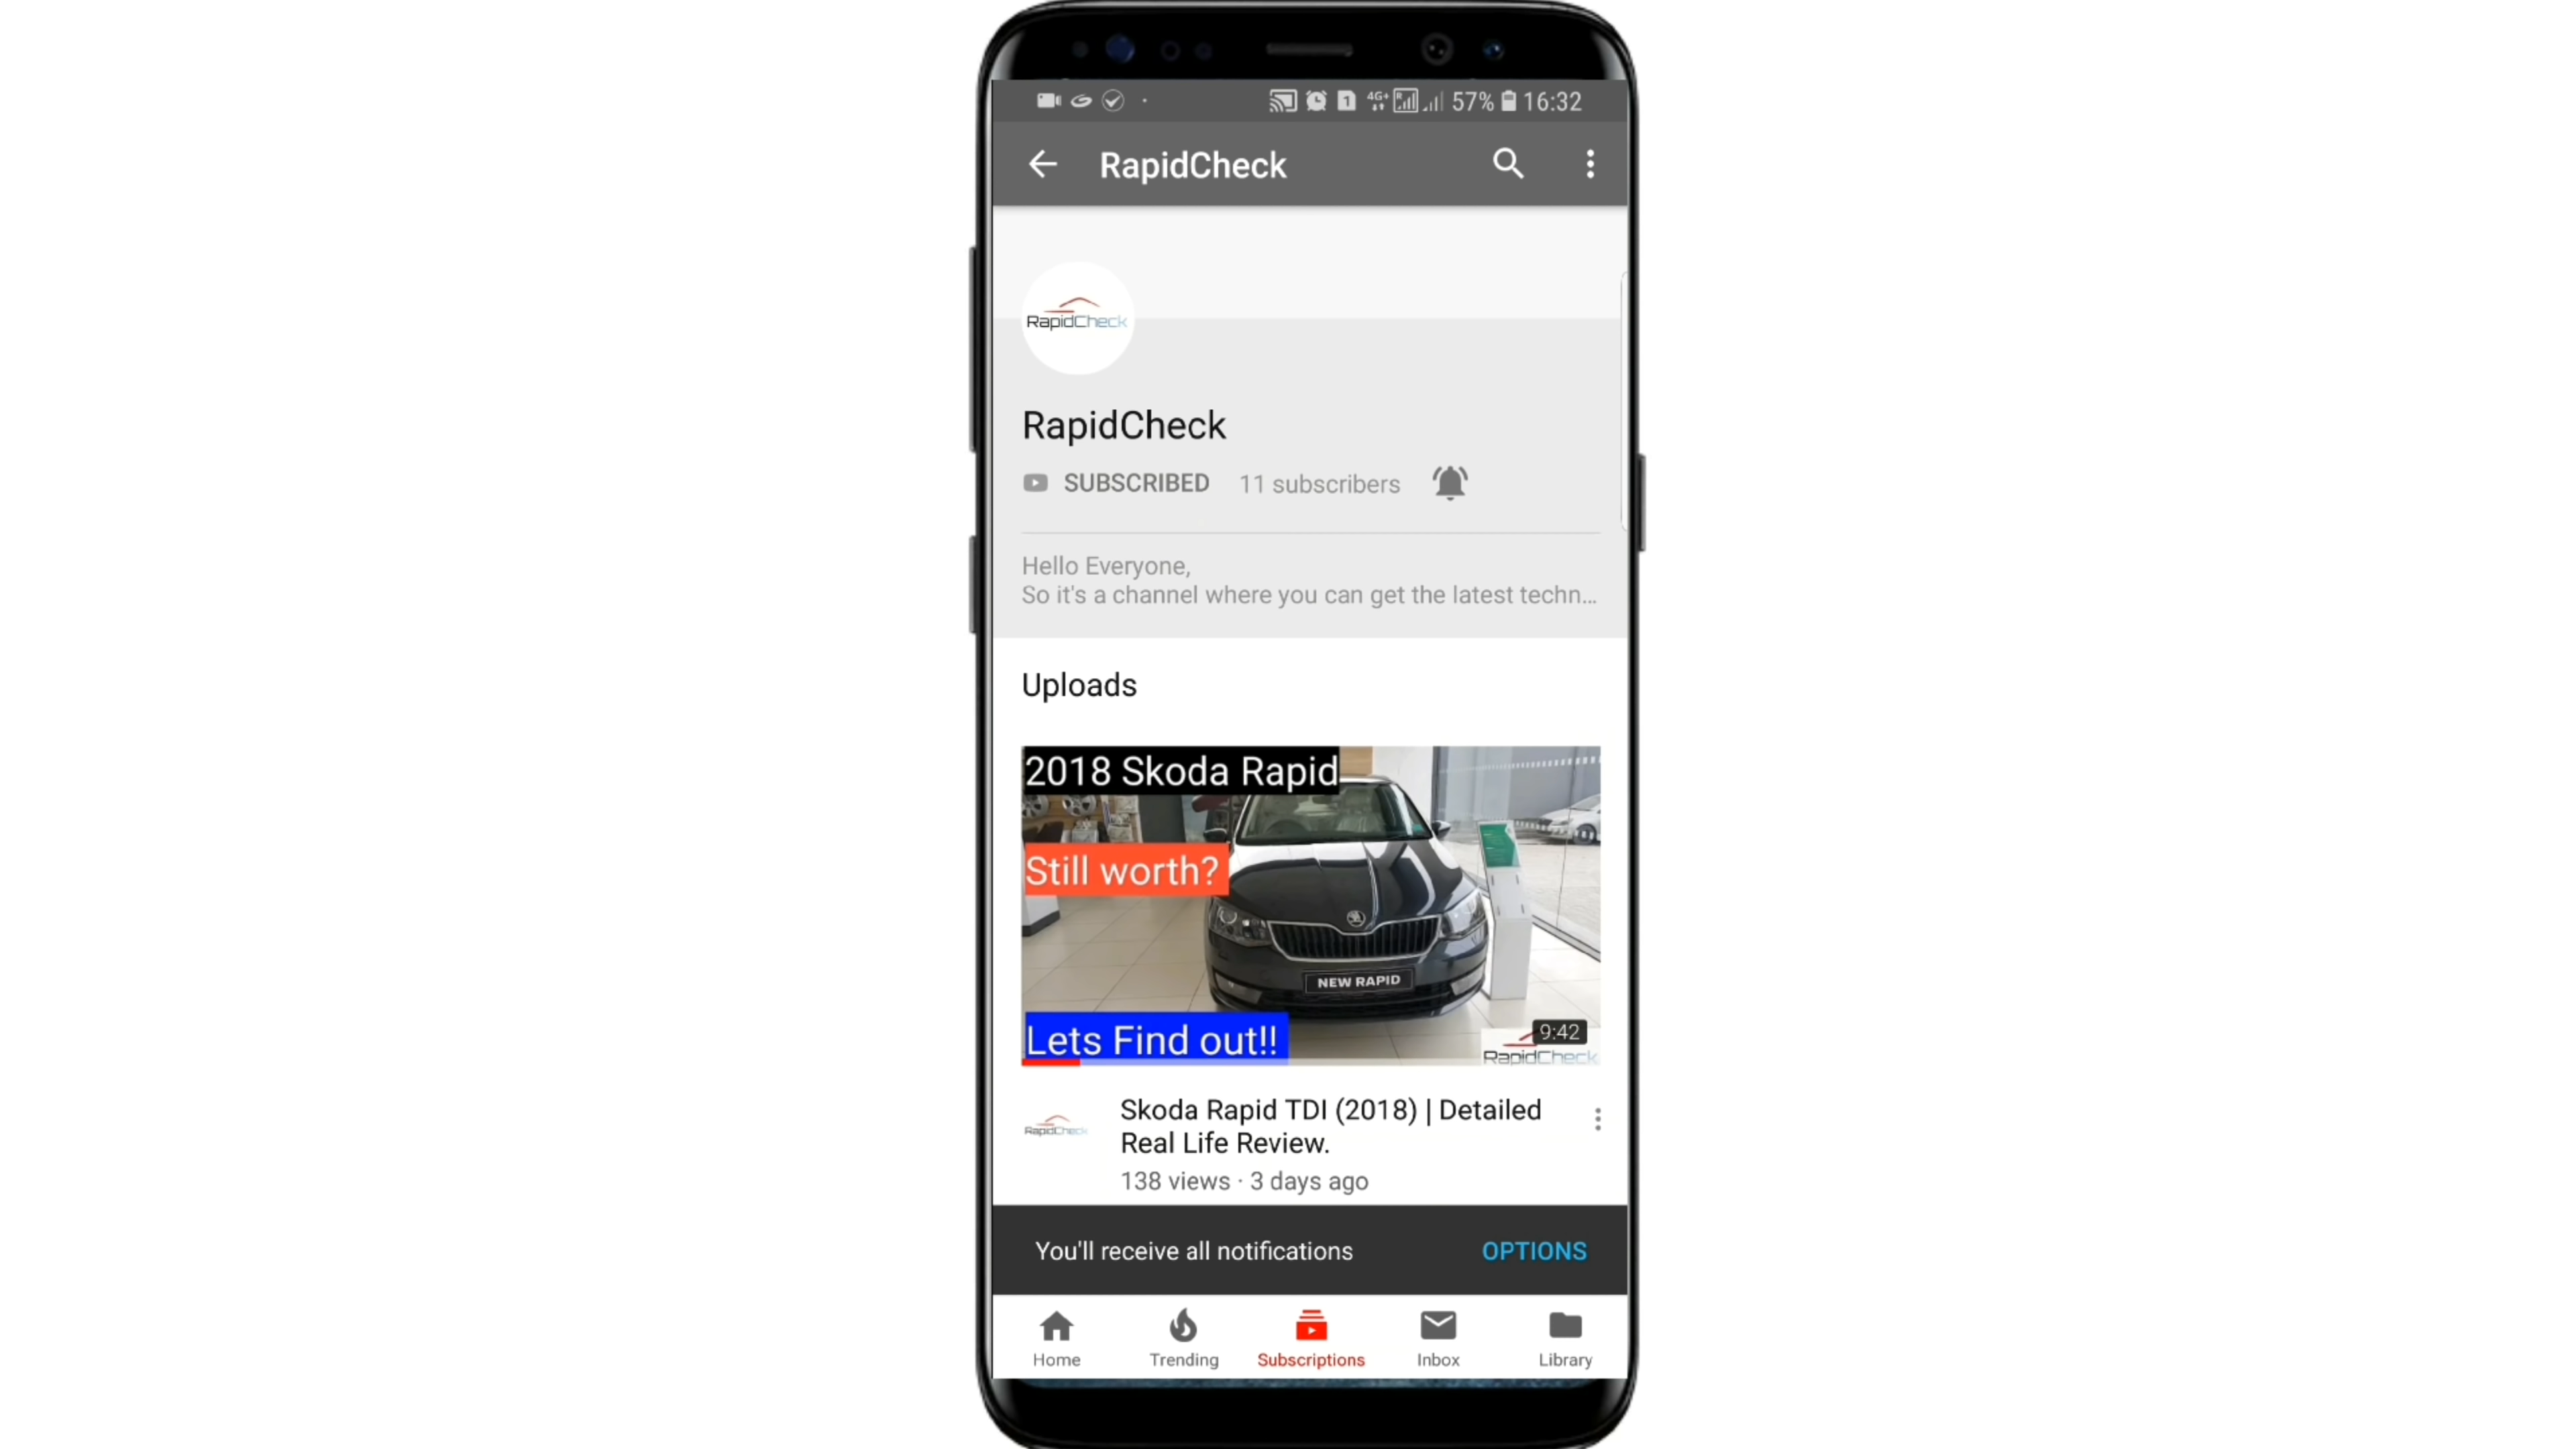 4G+ R 1 57% 16:32
RapidCheck
RapidCheck
RapidCheck
SUBSCRIBED 11 subscribers
Hello Everyone,
So it's a channel where you can get the latest techn...
Uploads
2018 Skoda Rapid
Still worth?
NEW RAPID
Lets Find out!!
9:42
RapidCheck
RapidCheck
Skoda Rapid TDI (2018) | Detailed
Real Life Review.
138 views · 3 days ago
You'll receive all notifications OPTIONS
Home Trending Subscriptions Inbox Library